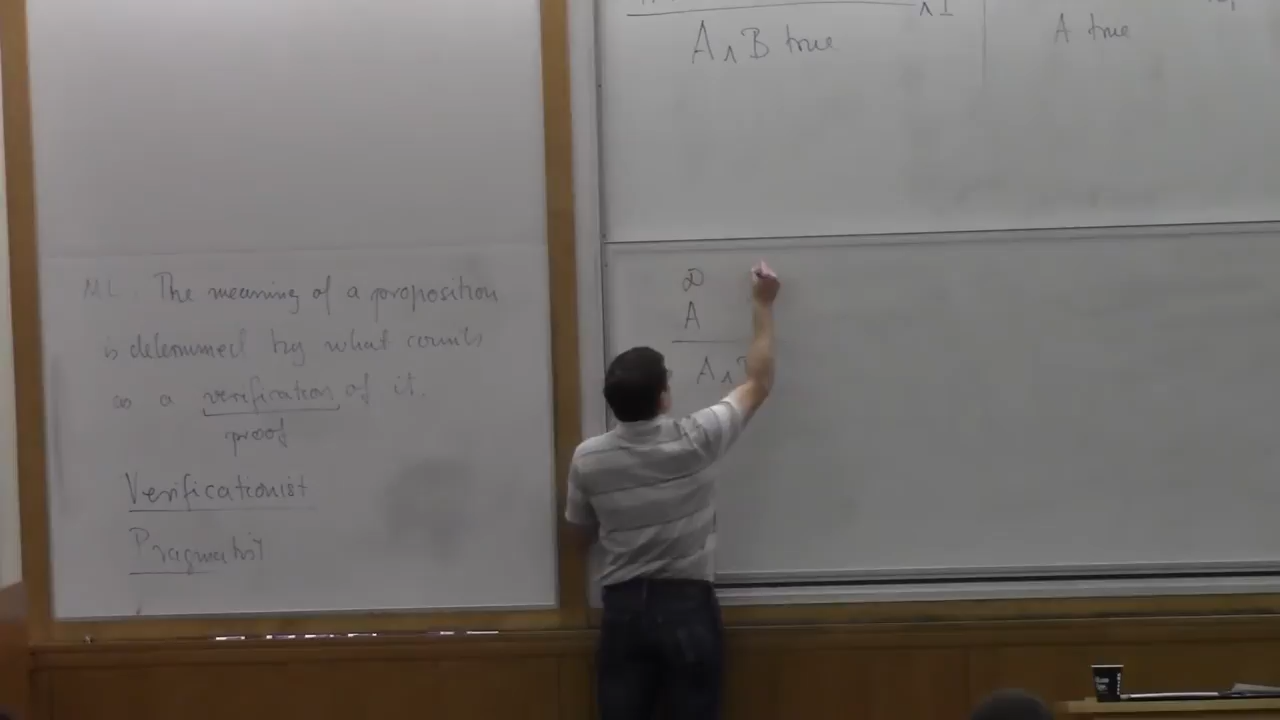 ML. The meaning of a proposition
is determined by what counts
as a verification of it.
proof
Verificationist
Pragmatist
∧I
A ∧ B true
A true
𝒟
A
A ∧